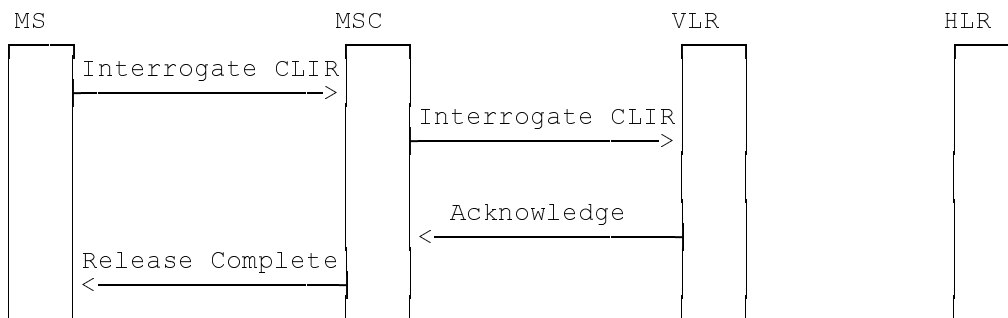 MS MSC VLR HLR
Interrogate CLIR
Interrogate CLIR
Acknowledge
Release Complete